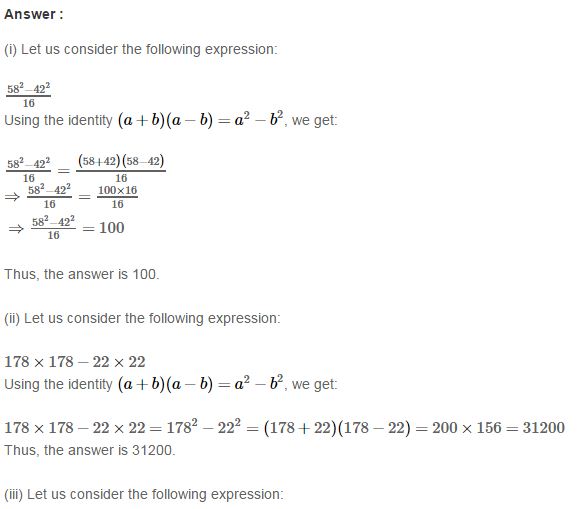 Answer :
(i) Let us consider the following expression:
$\frac{58^2-42^2}{16}$
Using the identity $(a+b)(a-b)=a^2-b^2$, we get:
$\frac{58^2-42^2}{16}=\frac{(58+42)(58-42)}{16}$
$\Rightarrow \frac{58^2-42^2}{16}=\frac{100\times16}{16}$
$\Rightarrow \frac{58^2-42^2}{16}=100$
Thus, the answer is 100.
(ii) Let us consider the following expression:
$178\times178-22\times22$
Using the identity $(a+b)(a-b)=a^2-b^2$, we get:
$178\times178-22\times22=178^2-22^2=(178+22)(178-22)=200\times156=31200$
Thus, the answer is 31200.
(iii) Let us consider the following expression: